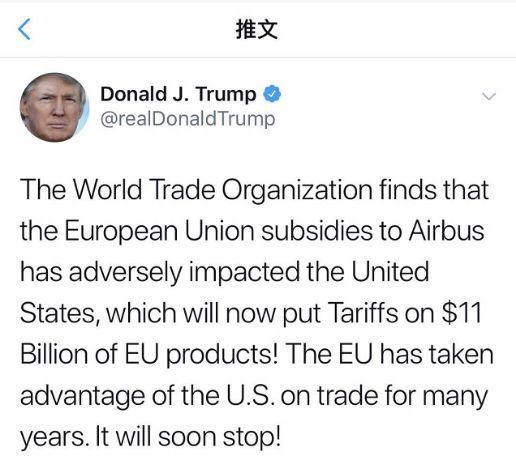 推文
Donald J. Trump
@realDonaldTrump
The World Trade Organization finds that
the European Union subsidies to Airbus
has adversely impacted the United
States, which will now put Tariffs on $11
Billion of EU products! The EU has taken
advantage of the U.S. on trade for many
years. It will soon stop!